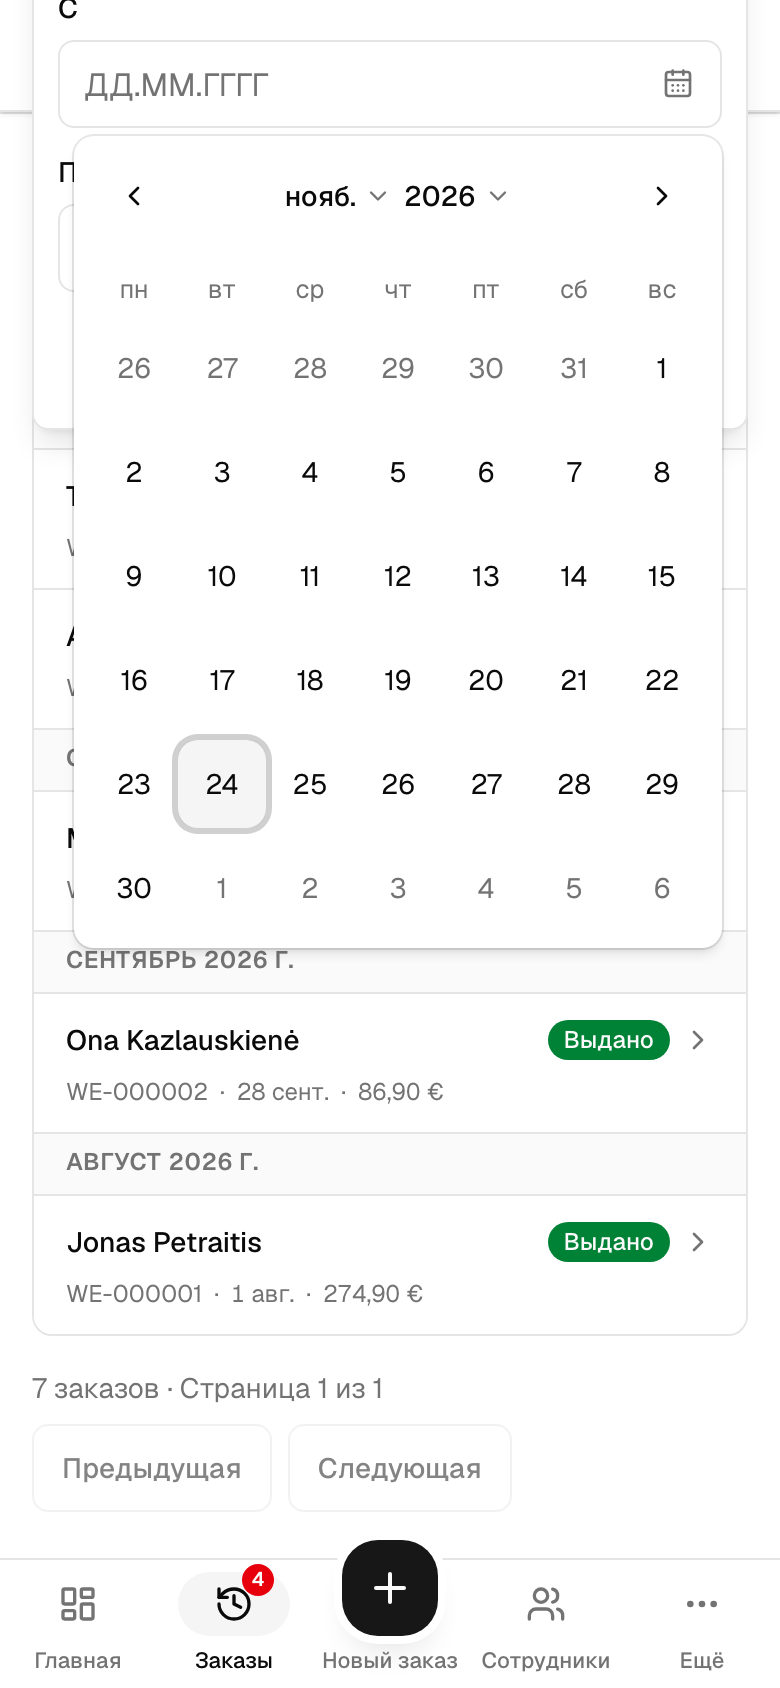 С
ДД.ММ.ГГГГ
нояб. 2026
пн вт ср чт пт сб вс
26 27 28 29 30 31 1
2 3 4 5 6 7 8
9 10 11 12 13 14 15
16 17 18 19 20 21 22
23 24 25 26 27 28 29
30 1 2 3 4 5 6
СЕНТЯБРЬ 2026 Г.
Ona Kazlauskienė Выдано
WE-000002 · 28 сент. · 86,90 €
АВГУСТ 2026 Г.
Jonas Petraitis Выдано
WE-000001 · 1 авг. · 274,90 €
7 заказов · Страница 1 из 1
Предыдущая Следующая
4
Главная Заказы Новый заказ Сотрудники Ещё